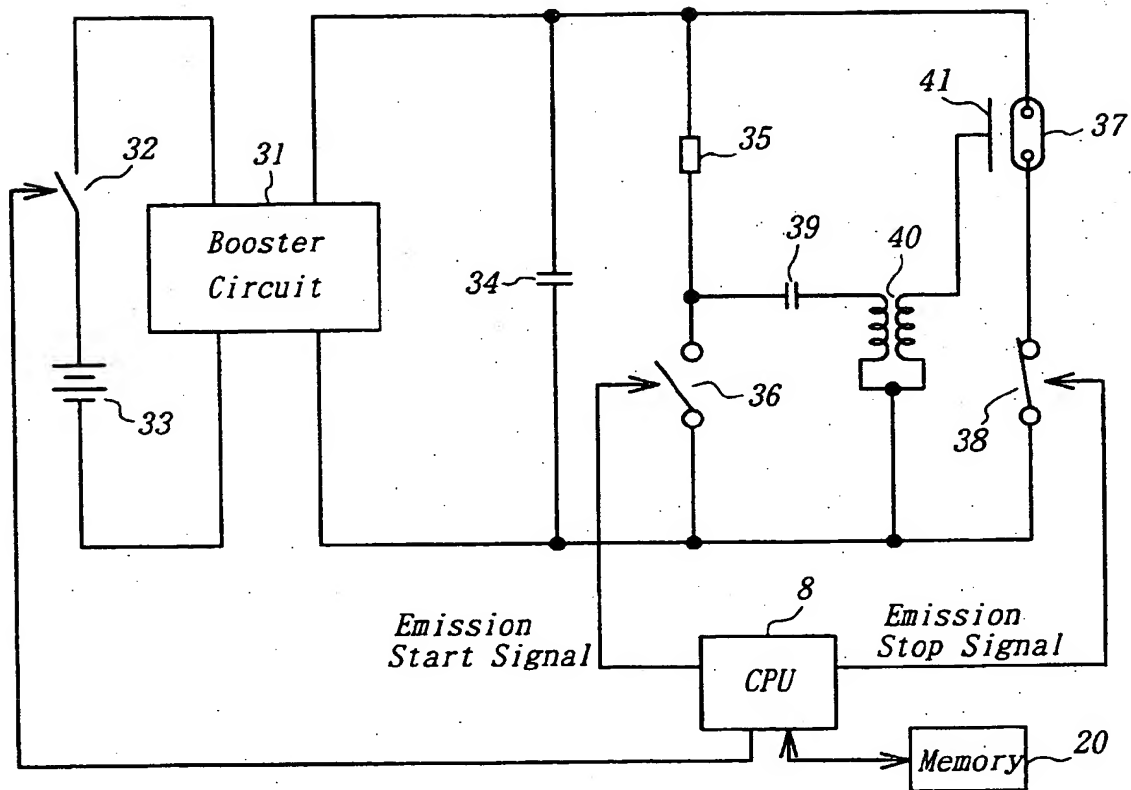 41
37
32
31
35
Booster
Circuit
39
40
34
33
36
38
8
Emission
Start Signal
Emission
Stop Signal
CPU
Memory
20